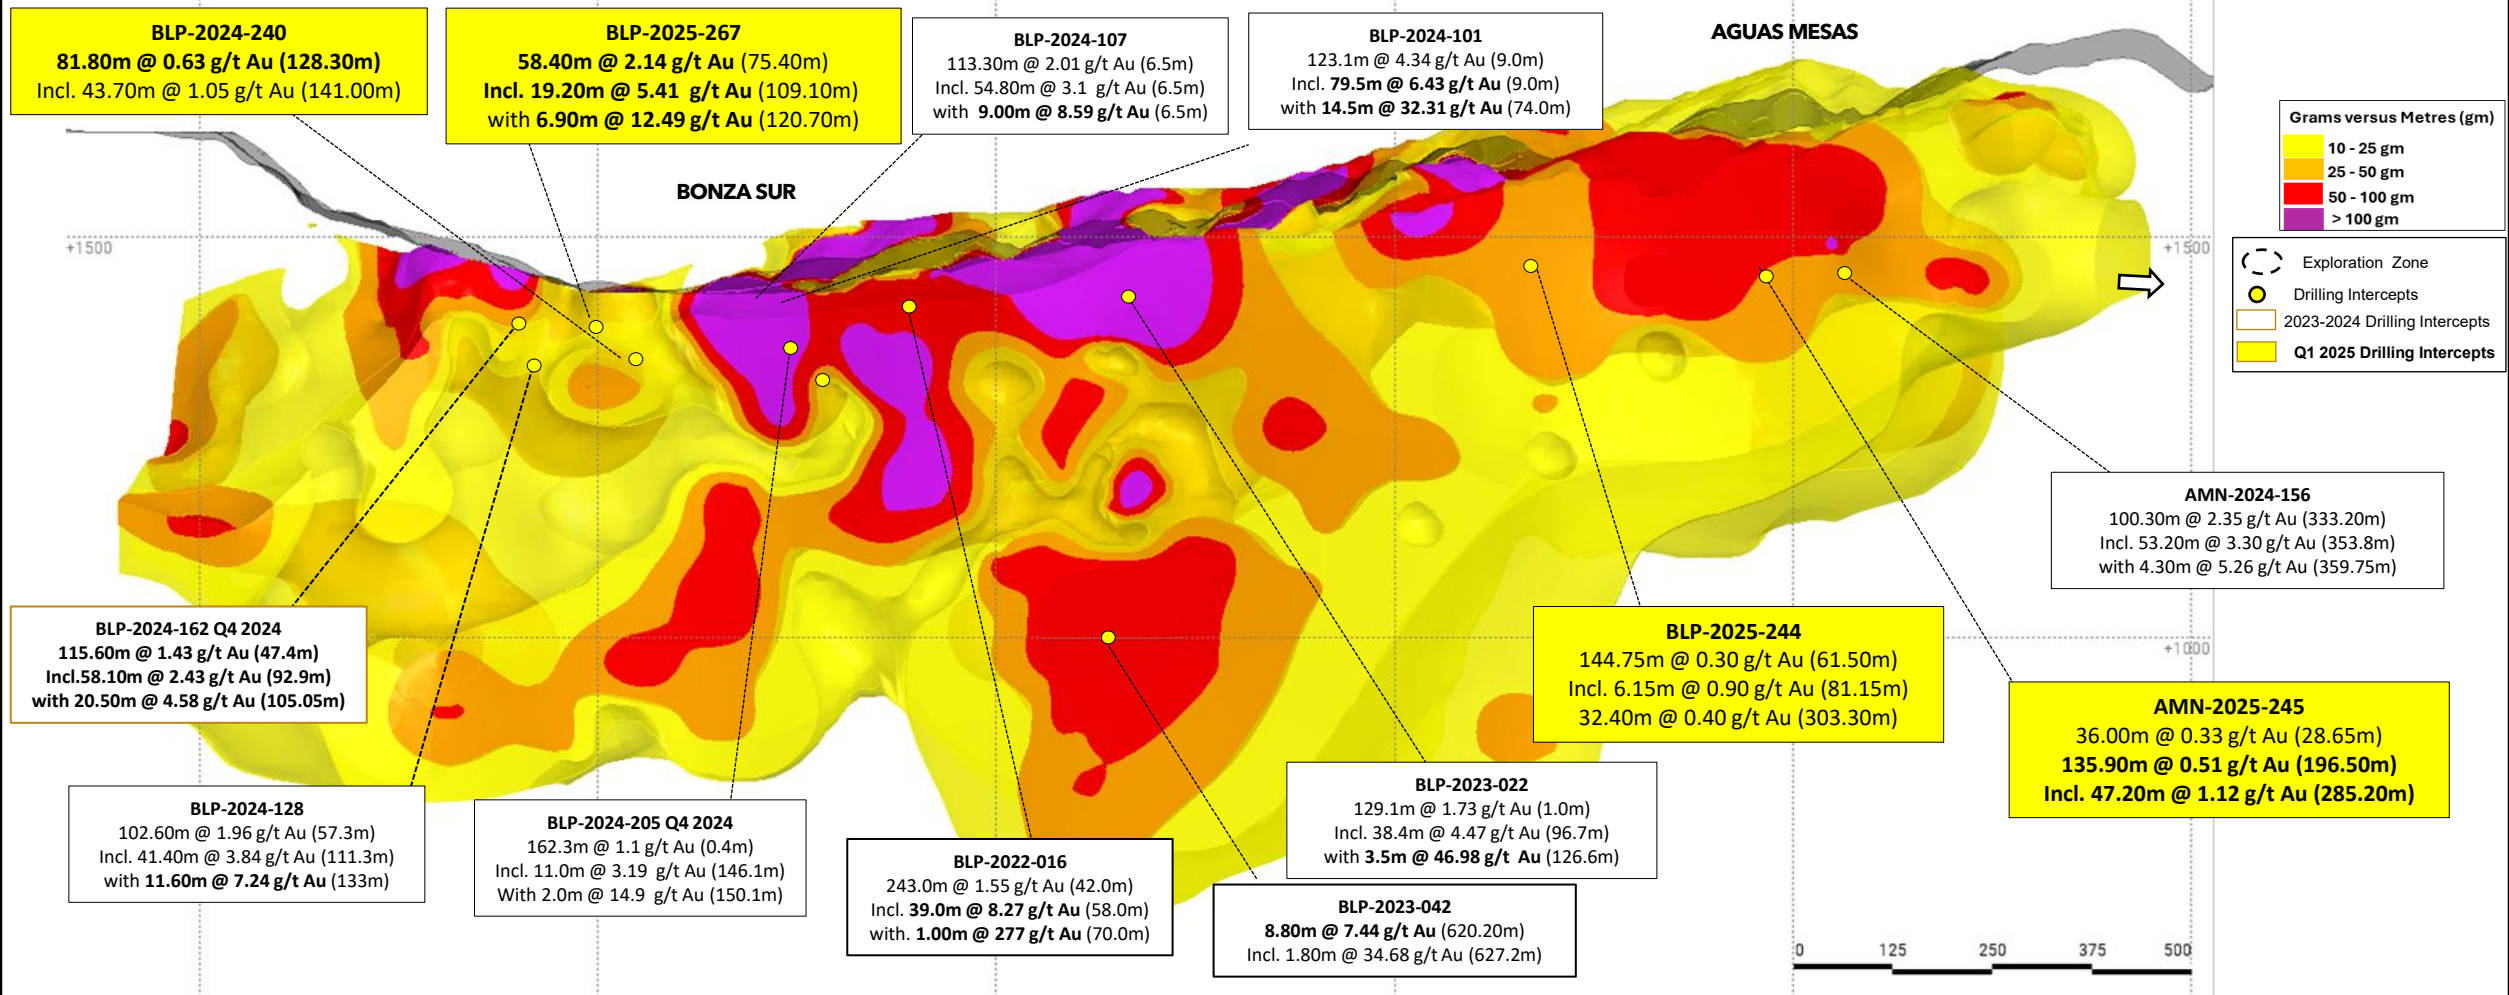 BLP-2024-240
81.80m @ 0.63 g/t Au (128.30m)
Incl. 43.70m @ 1.05 g/t Au (141.00m)
BLP-2025-267
58.40m @ 2.14 g/t Au (75.40m)
Incl. 19.20m @ 5.41 g/t Au (109.10m)
with 6.90m @ 12.49 g/t Au (120.70m)
BLP-2024-107
113.30m @ 2.01 g/t Au (6.5m)
Incl. 54.80m @ 3.1 g/t Au (6.5m)
with 9.00m @ 8.59 g/t Au (6.5m)
BLP-2024-101
123.1m @ 4.34 g/t Au (9.0m)
Incl. 79.5m @ 6.43 g/t Au (9.0m)
with 14.5m @ 32.31 g/t Au (74.0m)
AGUAS MESAS
BONZA SUR
Grams versus Metres (gm)
10 - 25 gm
25 - 50 gm
50 - 100 gm
> 100 gm
+1500
+1500
Exploration Zone
Drilling Intercepts
2023-2024 Drilling Intercepts
Q1 2025 Drilling Intercepts
AMN-2024-156
100.30m @ 2.35 g/t Au (333.20m)
Incl. 53.20m @ 3.30 g/t Au (353.8m)
with 4.30m @ 5.26 g/t Au (359.75m)
BLP-2024-162 Q4 2024
115.60m @ 1.43 g/t Au (47.4m)
Incl.58.10m @ 2.43 g/t Au (92.9m)
with 20.50m @ 4.58 g/t Au (105.05m)
BLP-2025-244
144.75m @ 0.30 g/t Au (61.50m)
Incl. 6.15m @ 0.90 g/t Au (81.15m)
32.40m @ 0.40 g/t Au (303.30m)
+1000
AMN-2025-245
36.00m @ 0.33 g/t Au (28.65m)
135.90m @ 0.51 g/t Au (196.50m)
Incl. 47.20m @ 1.12 g/t Au (285.20m)
BLP-2024-128
102.60m @ 1.96 g/t Au (57.3m)
Incl. 41.40m @ 3.84 g/t Au (111.3m)
with 11.60m @ 7.24 g/t Au (133m)
BLP-2024-205 Q4 2024
162.3m @ 1.1 g/t Au (0.4m)
Incl. 11.0m @ 3.19 g/t Au (146.1m)
With 2.0m @ 14.9 g/t Au (150.1m)
BLP-2022-016
243.0m @ 1.55 g/t Au (42.0m)
Incl. 39.0m @ 8.27 g/t Au (58.0m)
with. 1.00m @ 277 g/t Au (70.0m)
BLP-2023-022
129.1m @ 1.73 g/t Au (1.0m)
Incl. 38.4m @ 4.47 g/t Au (96.7m)
with 3.5m @ 46.98 g/t Au (126.6m)
BLP-2023-042
8.80m @ 7.44 g/t Au (620.20m)
Incl. 1.80m @ 34.68 g/t Au (627.2m)
0 125 250 375 500